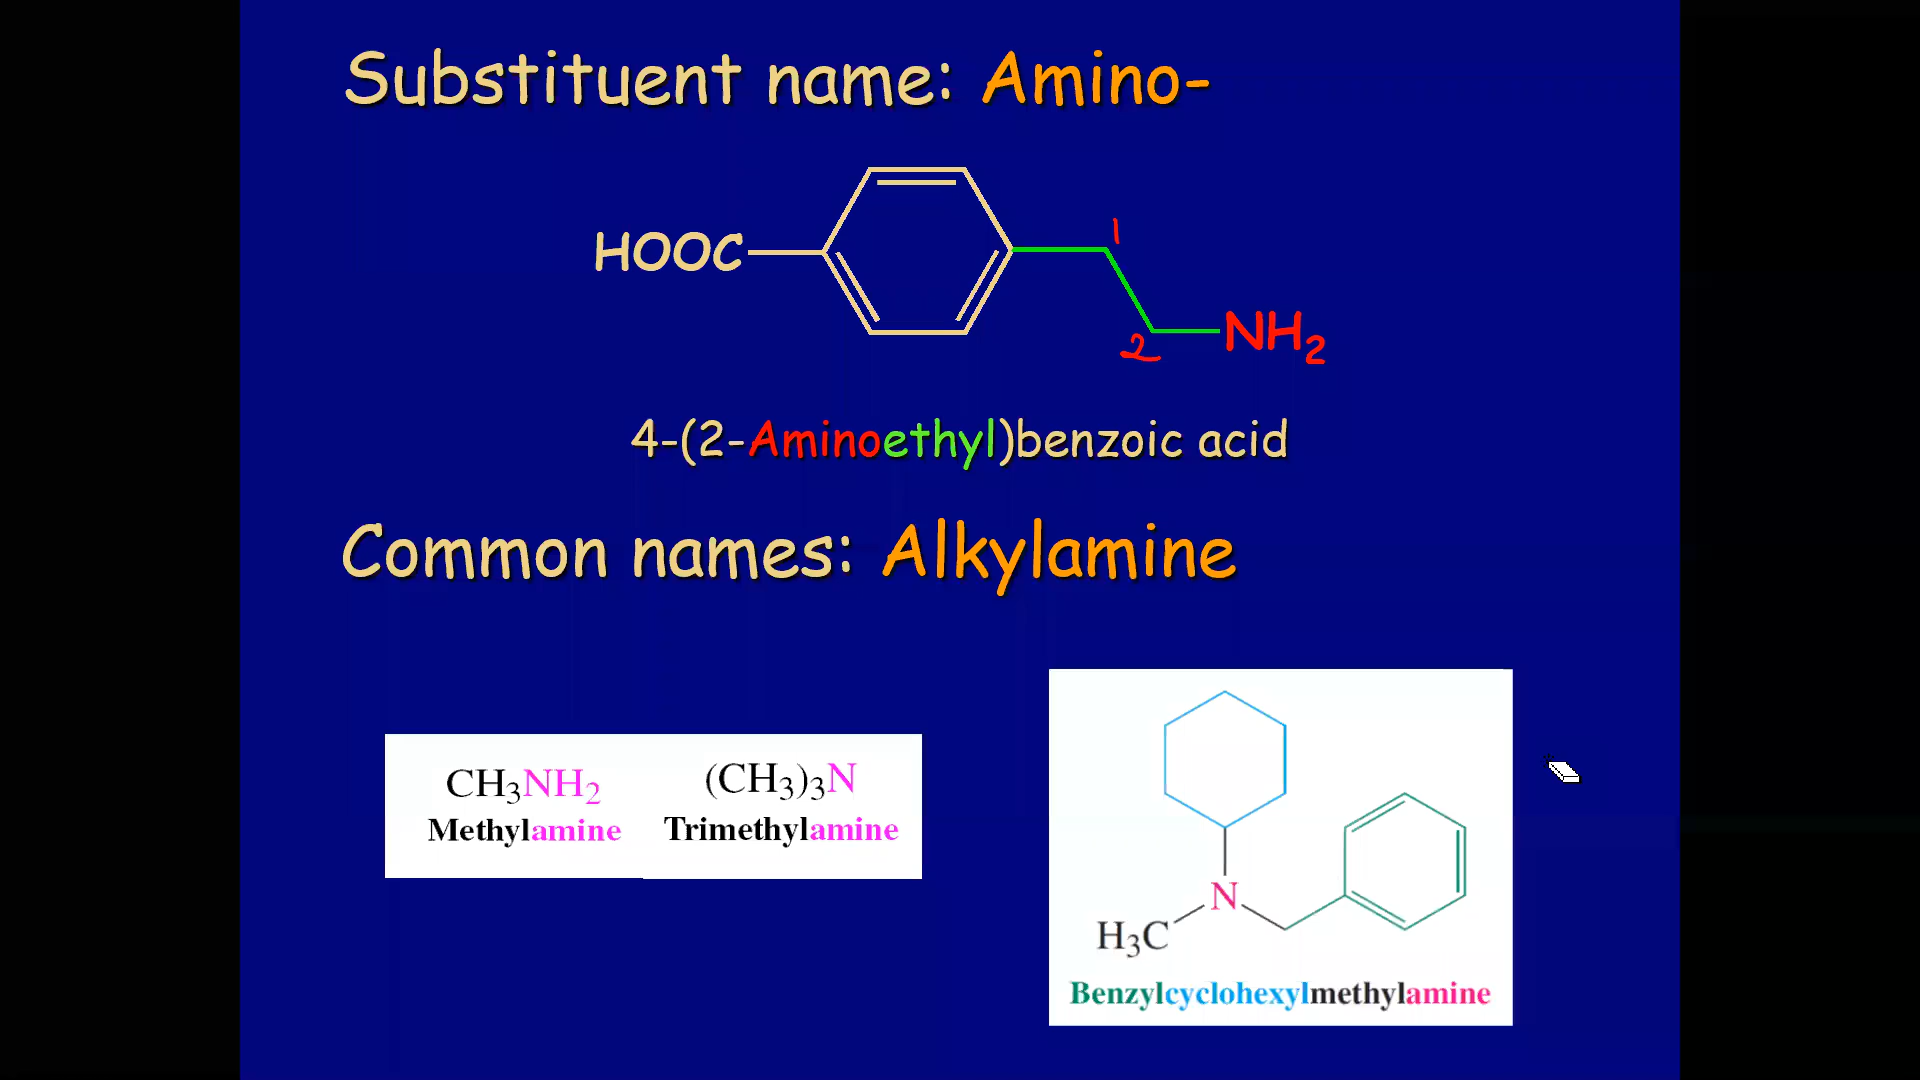 Substituent name: Amino-
HOOC
1
2
NH2
4-(2-Aminoethyl)benzoic acid
Common names: Alkylamine
CH3NH2
Methylamine
(CH3)3N
Trimethylamine
N
H3C
Benzylcyclohexylmethylamine